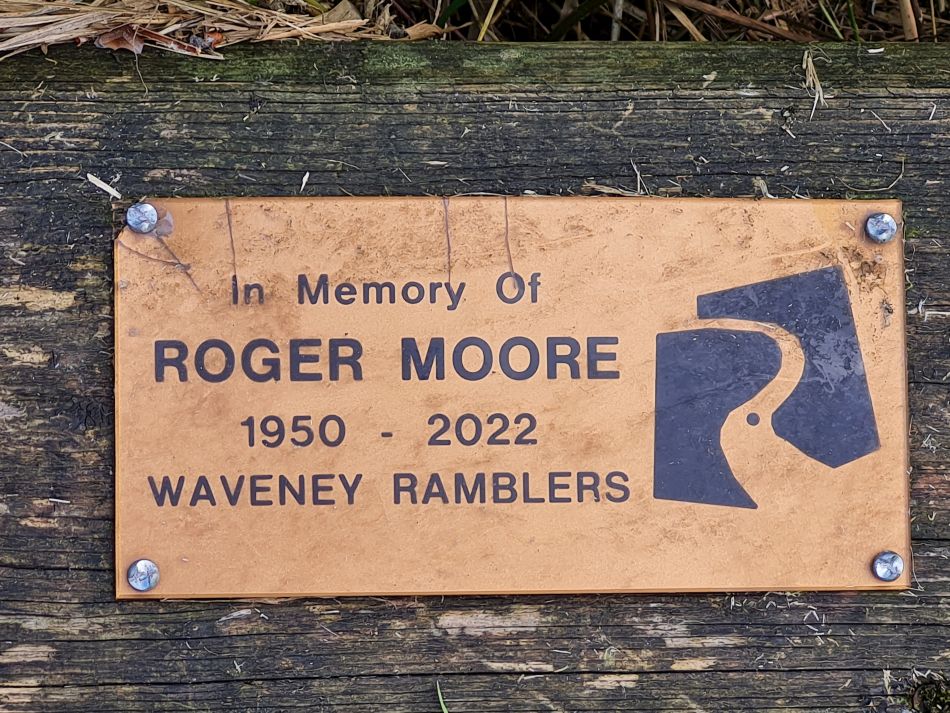 In Memory Of
ROGER MOORE
1950 - 2022
WAVENEY RAMBLERS